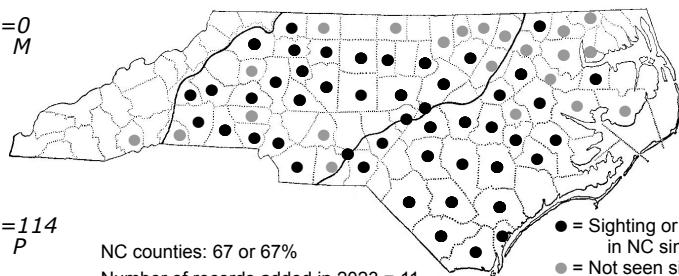 =0
M
=114
P
NC counties: 67 or 67%
● = Sighting or
in NC sin
● = Not seen si